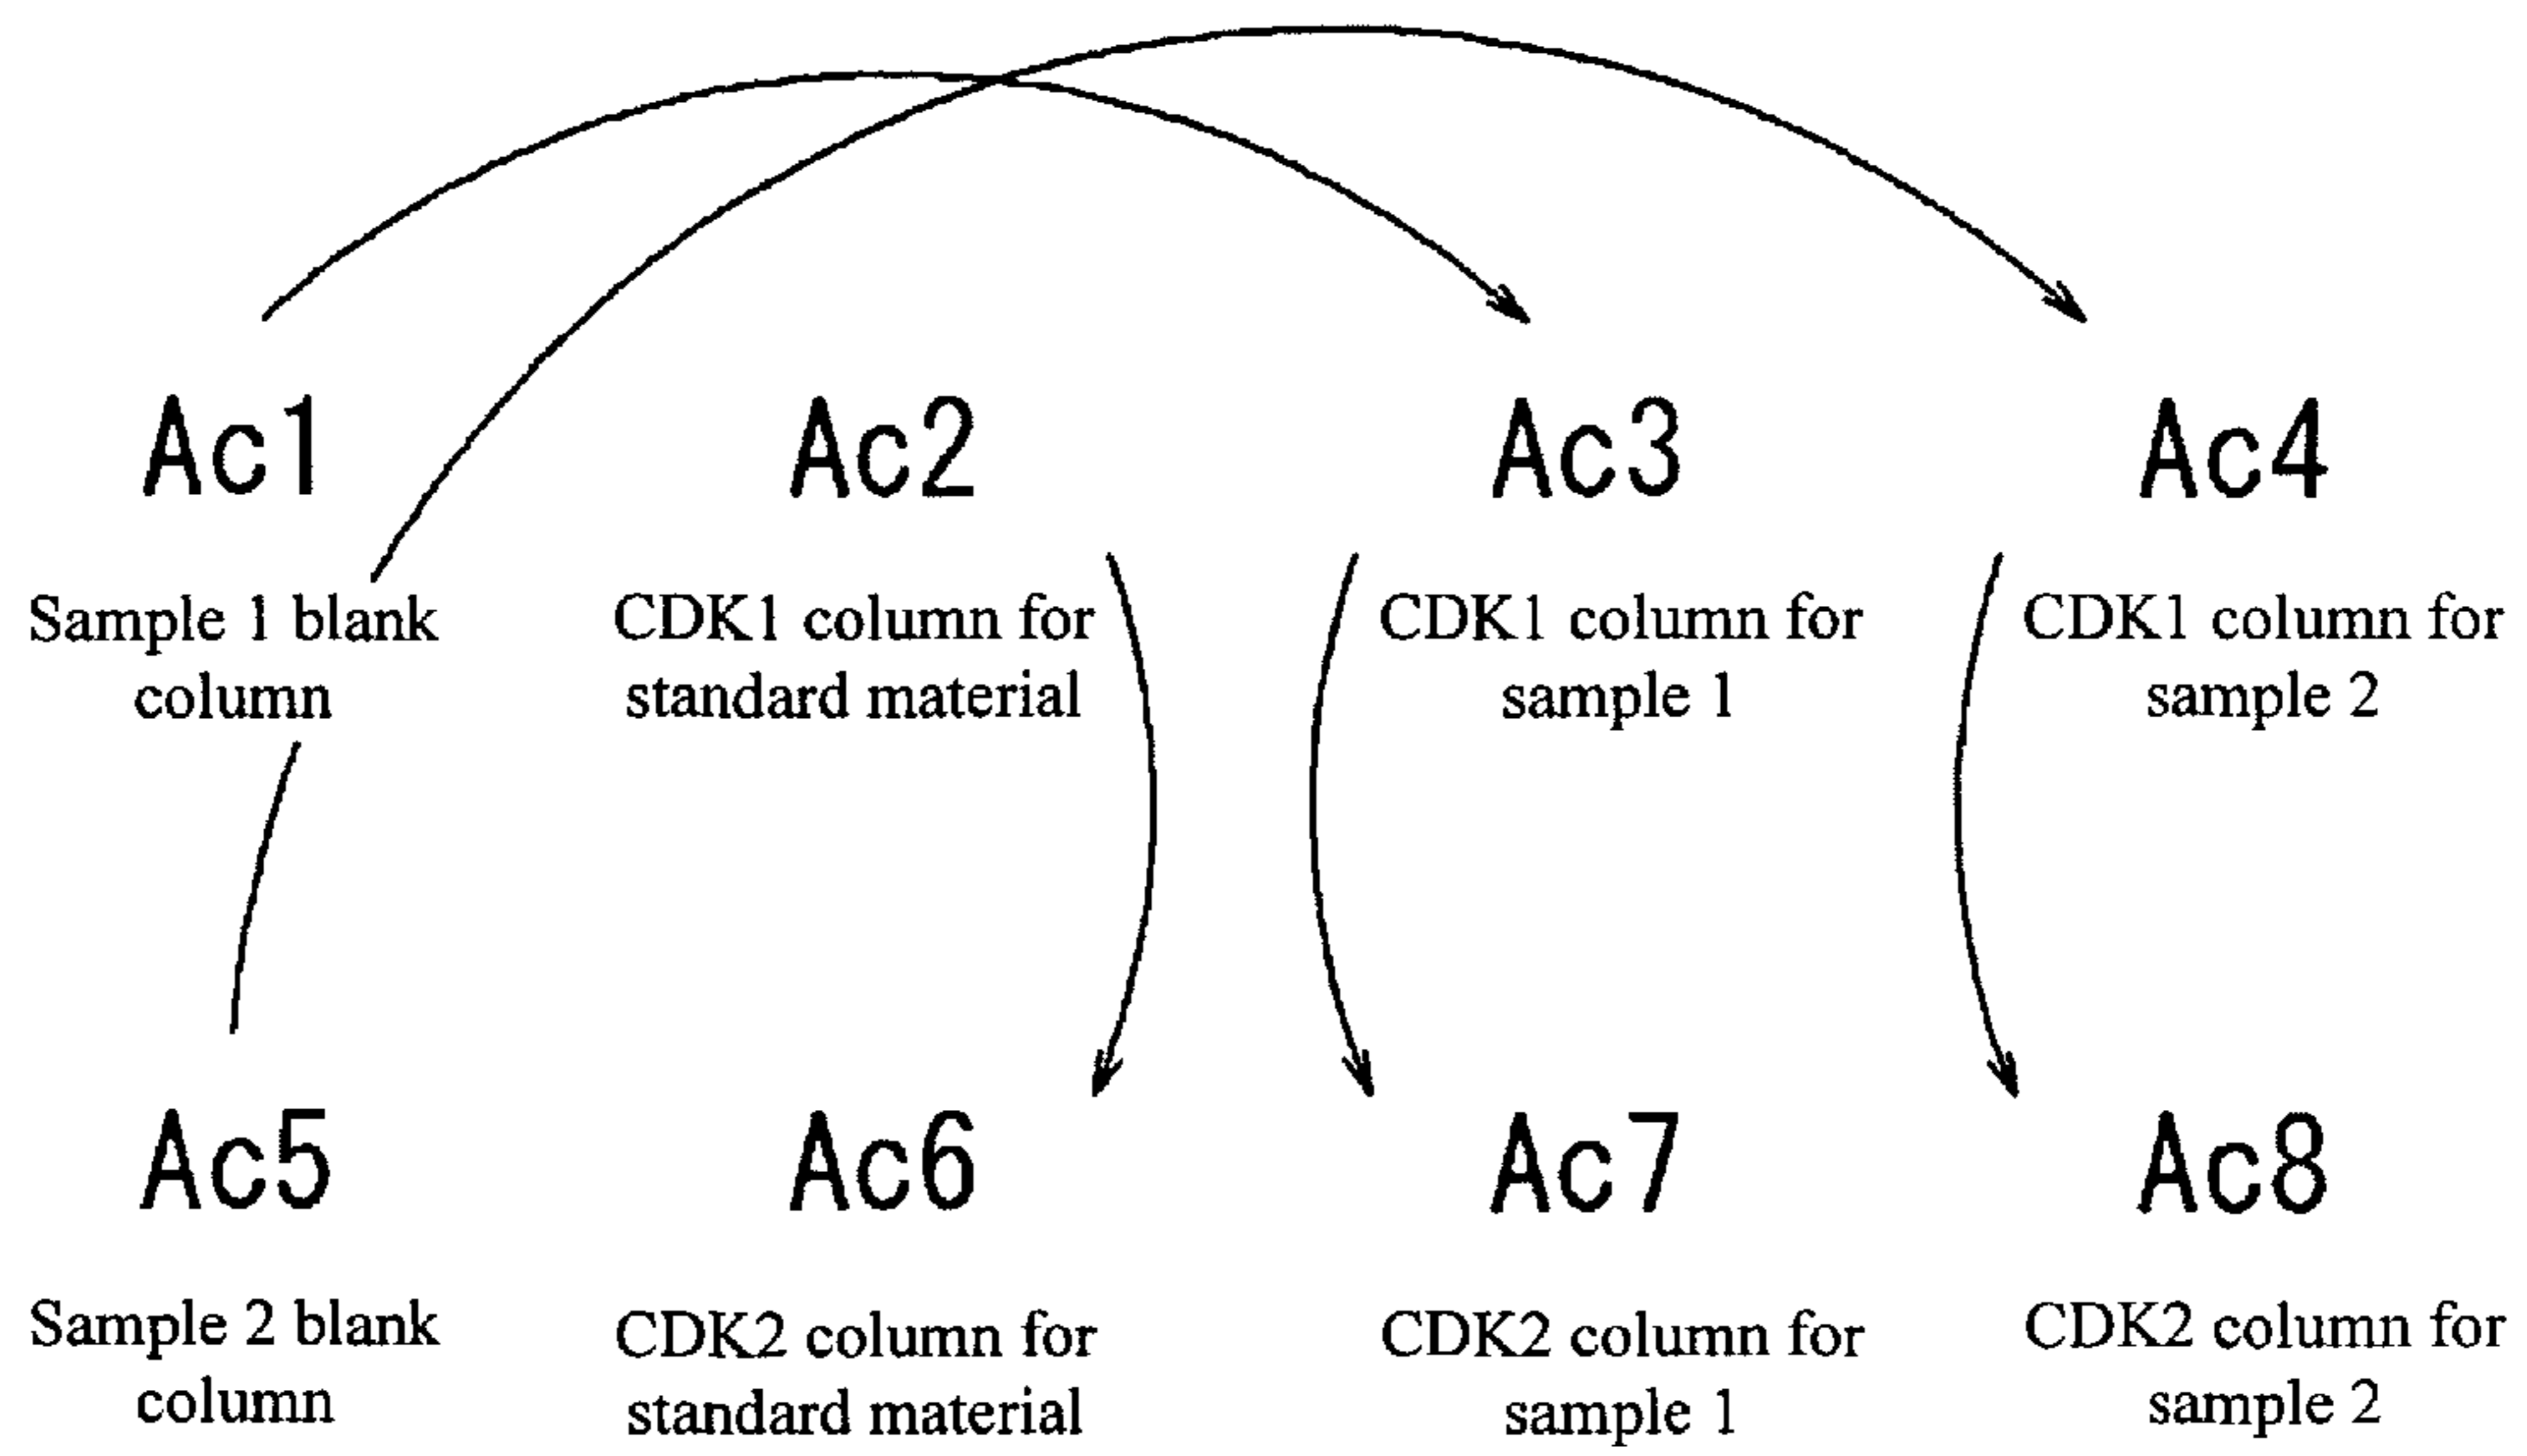 Ac1
Ac2
Ac3
Ac4
Sample 1 blank
column
CDK1 column for
standard material
CDK1 column for
sample 1
CDK1 column for
sample 2
Ac5
Ac6
Ac7
Ac8
Sample 2 blank
column
CDK2 column for
standard material
CDK2 column for
sample 1
CDK2 column for
sample 2